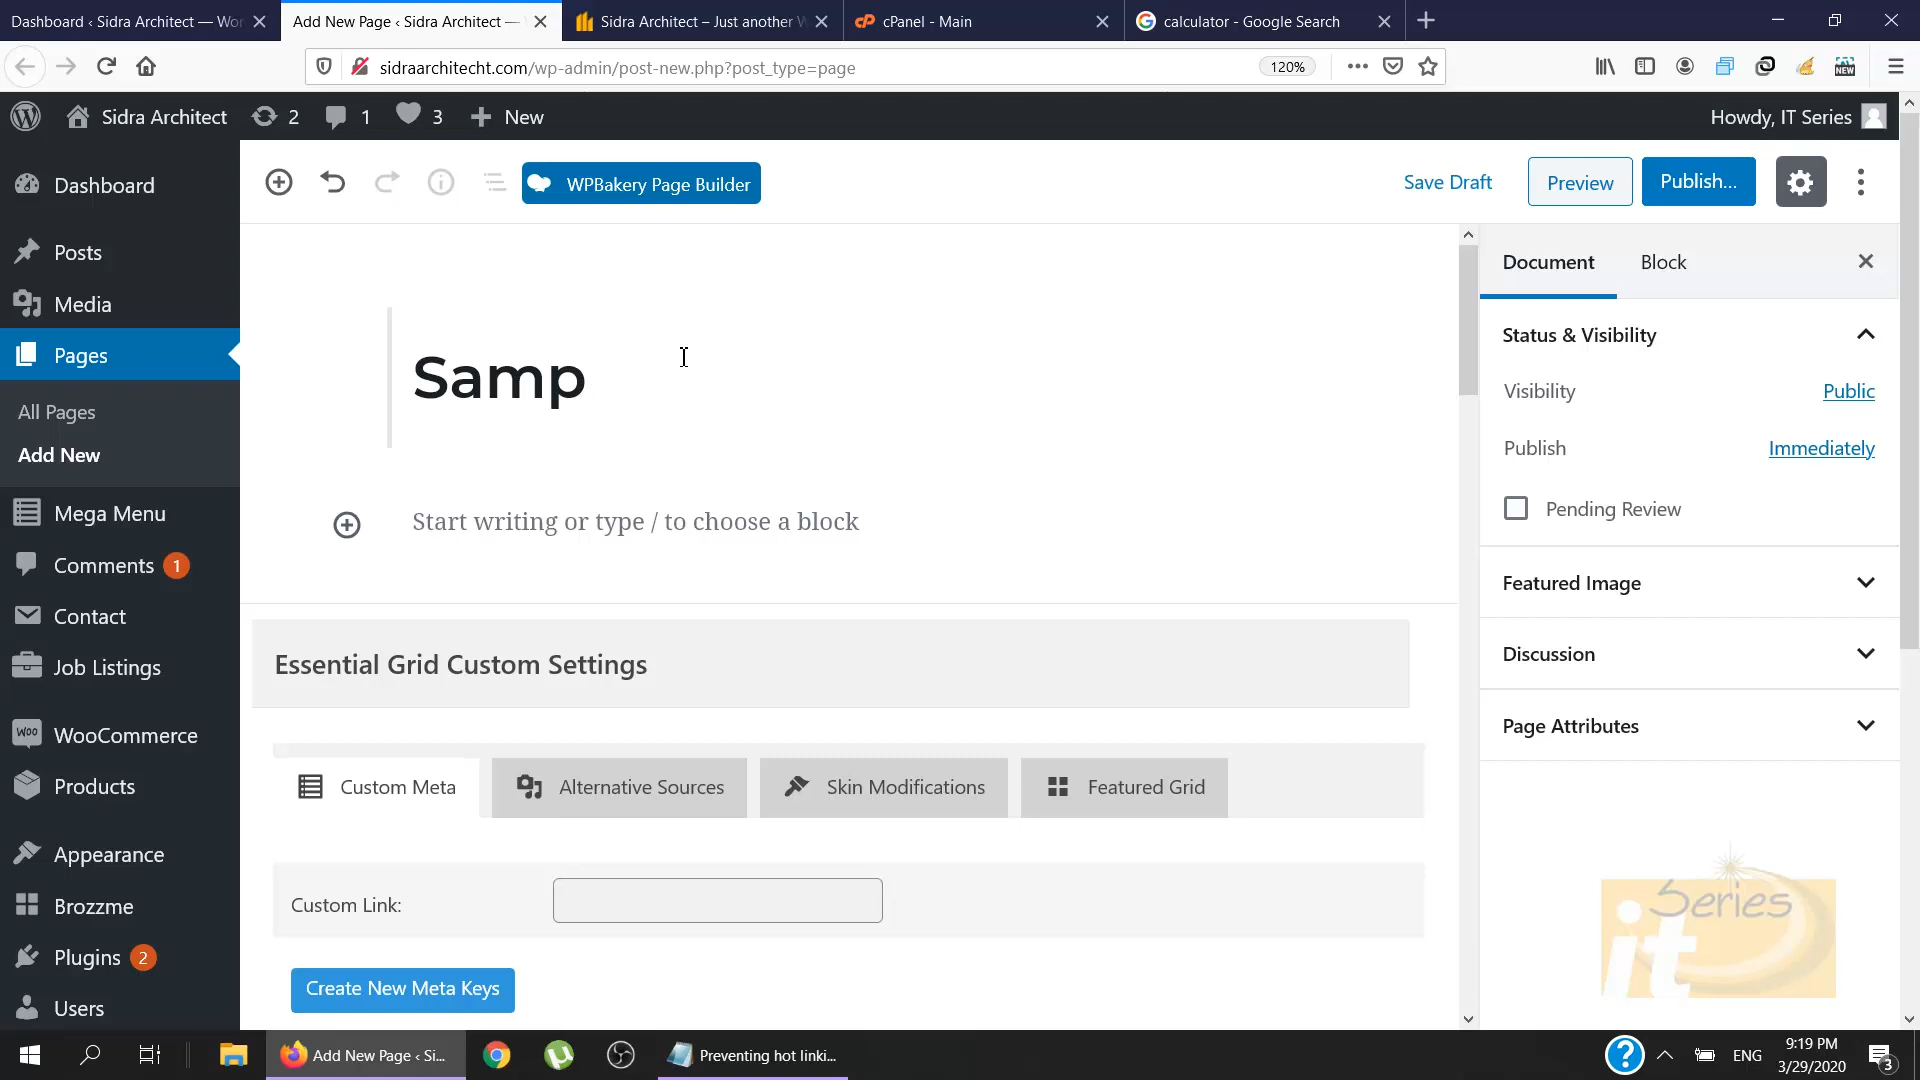 Dashboard ‹ Sidra Architect — Wor
Add New Page ‹ Sidra Architect —
Sidra Architect – Just another W
cPanel - Main
calculator - Google Search
sidraarchitecht.com/wp-admin/post-new.php?post_type=page
120%
NEW
Sidra Architect
2
1
3
New
Howdy, IT Series
WPBakery Page Builder
Save Draft
Preview
Publish...
Dashboard
Posts
Media
Pages
All Pages
Add New
Mega Menu
Comments 1
Contact
Job Listings
WooCommerce
Products
Appearance
Brozzme
Plugins 2
Users
Samp
Start writing or type / to choose a block
Essential Grid Custom Settings
Custom Meta
Alternative Sources
Skin Modifications
Featured Grid
Custom Link:
Create New Meta Keys
Document
Block
Status & Visibility
Visibility
Public
Publish
Immediately
Pending Review
Featured Image
Discussion
Page Attributes
it Series
Add New Page ‹ Si...
Preventing hot linki...
ENG
9:19 PM
3/29/2020
3